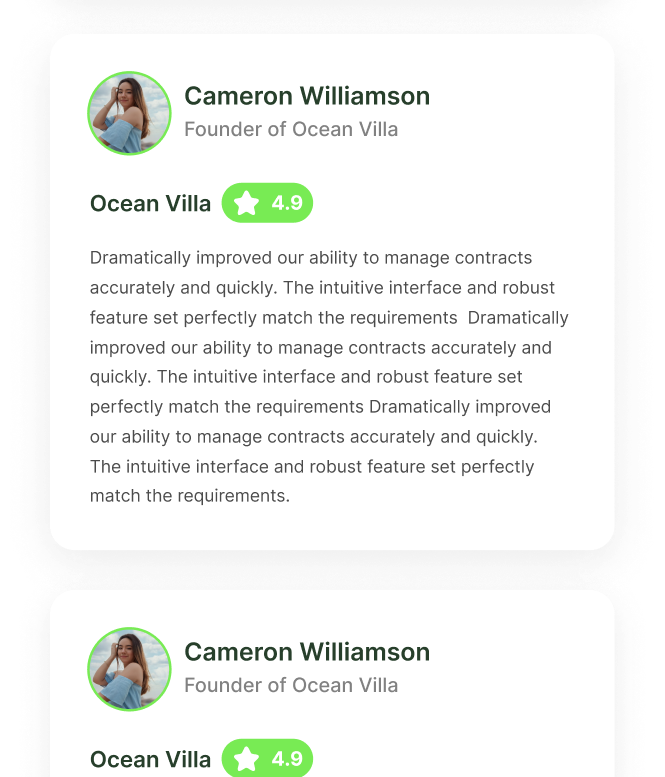 Cameron Williamson
Founder of Ocean Villa
Ocean Villa 4.9
Dramatically improved our ability to manage contracts
accurately and quickly. The intuitive interface and robust
feature set perfectly match the requirements  Dramatically
improved our ability to manage contracts accurately and
quickly. The intuitive interface and robust feature set
perfectly match the requirements Dramatically improved
our ability to manage contracts accurately and quickly.
The intuitive interface and robust feature set perfectly
match the requirements.
Cameron Williamson
Founder of Ocean Villa
Ocean Villa 4.9